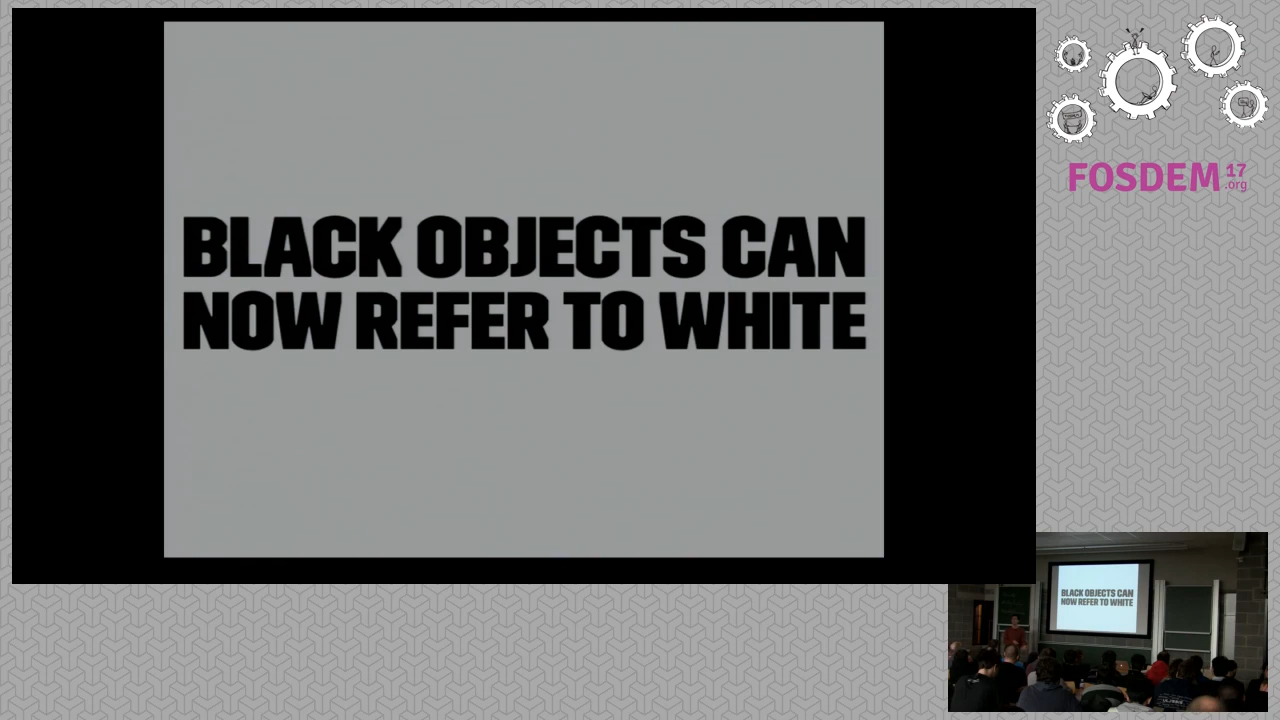 BLACK OBJECTS CAN
NOW REFER TO WHITE
FOSDEM 17
.org
BLACK OBJECTS CAN
NOW REFER TO WHITE